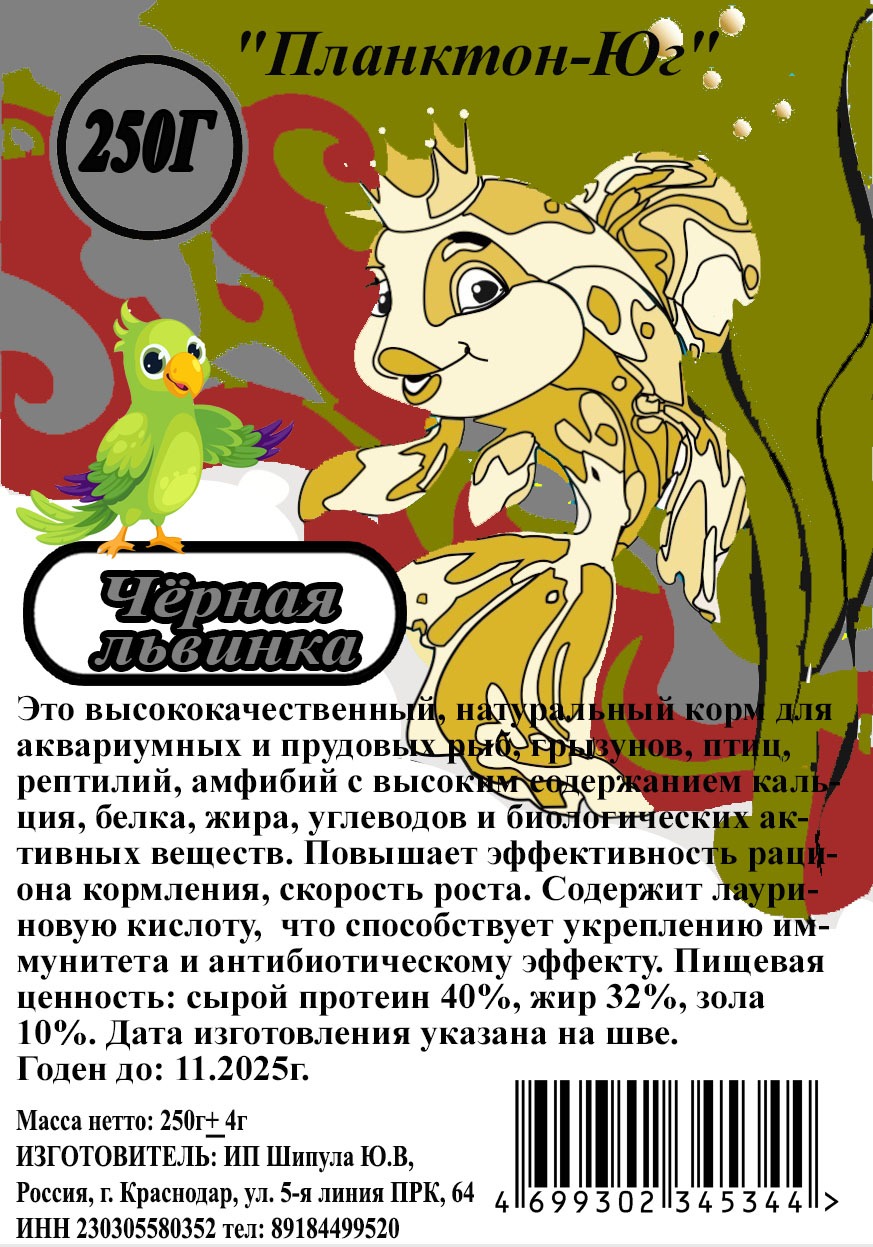 "Планктон-Юг"
250Г
Чёрная
львинка
Это высококачественный, натуральный корм для
аквариумных и прудовых рыб, грызунов, птиц,
рептилий, амфибий с высоким содержанием каль-
ция, белка, жира, углеводов и биологических ак-
тивных веществ. Повышает эффективность раци-
она кормления, скорость роста. Содержит лаури-
новую кислоту, что способствует укреплению им-
мунитета и антибиотическому эффекту. Пищевая
ценность: сырой протеин 40%, жир 32%, зола
10%. Дата изготовления указана на шве.
Годен до: 11.2025г.
Масса нетто: 250г± 4г
ИЗГОТОВИТЕЛЬ: ИП Шипула Ю.В,
Россия, г. Краснодар, ул. 5-я линия ПРК, 64
ИНН 230305580352 тел: 89184499520
4 699302 345344 >